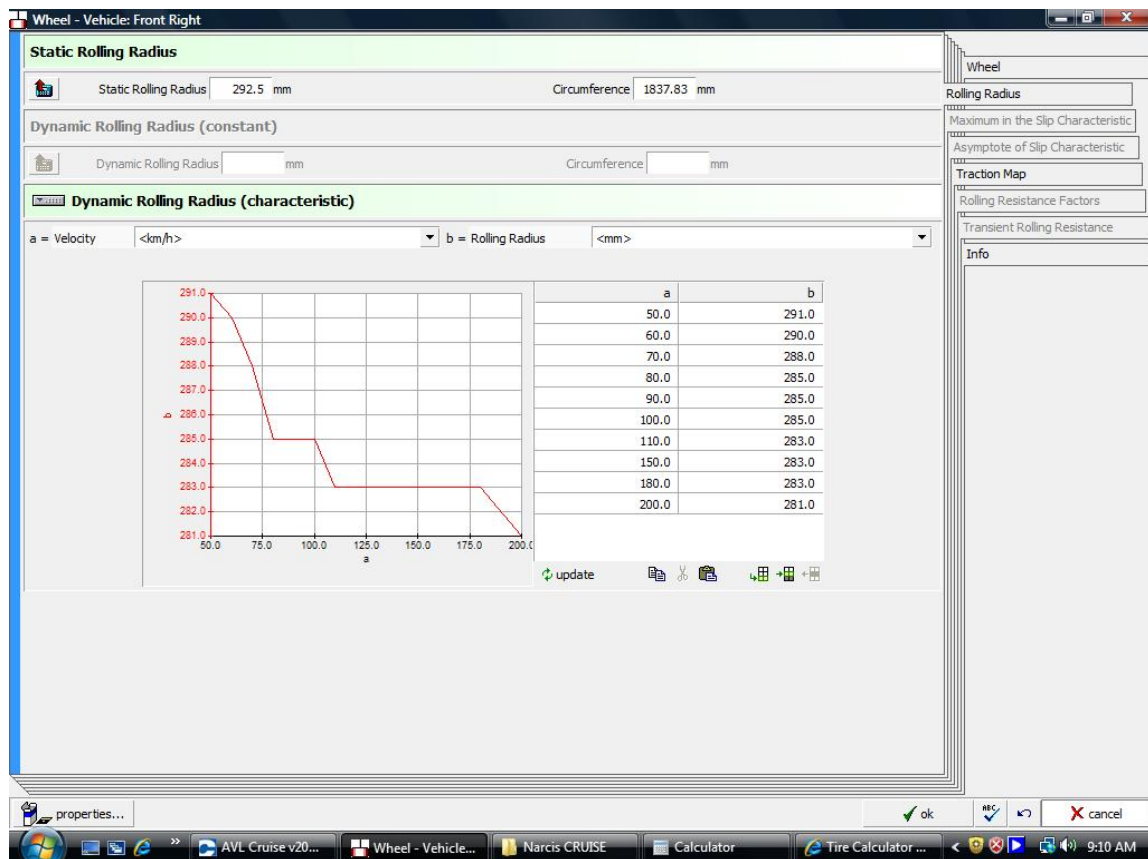 Wheel - Vehicle: Front Right
Static Rolling Radius
Static Rolling Radius 292.5 mm Circumference 1837.83 mm
Dynamic Rolling Radius (constant)
Dynamic Rolling Radius mm Circumference mm
Dynamic Rolling Radius (characteristic)
a = Velocity <km/h> b = Rolling Radius <mm>
Wheel
Rolling Radius
Maximum in the Slip Characteristic
Asymptote of Slip Characteristic
Traction Map
Rolling Resistance Factors
Transient Rolling Resistance
Info
291.0
290.0
289.0
288.0
287.0
286.0
285.0
284.0
283.0
282.0
281.0
b
50.0 75.0 100.0 125.0 150.0 175.0 200.0
a
a b
50.0 291.0
60.0 290.0
70.0 288.0
80.0 285.0
90.0 285.0
100.0 285.0
110.0 283.0
150.0 283.0
180.0 283.0
200.0 281.0
update
properties... ok ABC cancel
AVL Cruise v20... Wheel - Vehicle... Narcis CRUISE Calculator Tire Calculator ... 9:10 AM